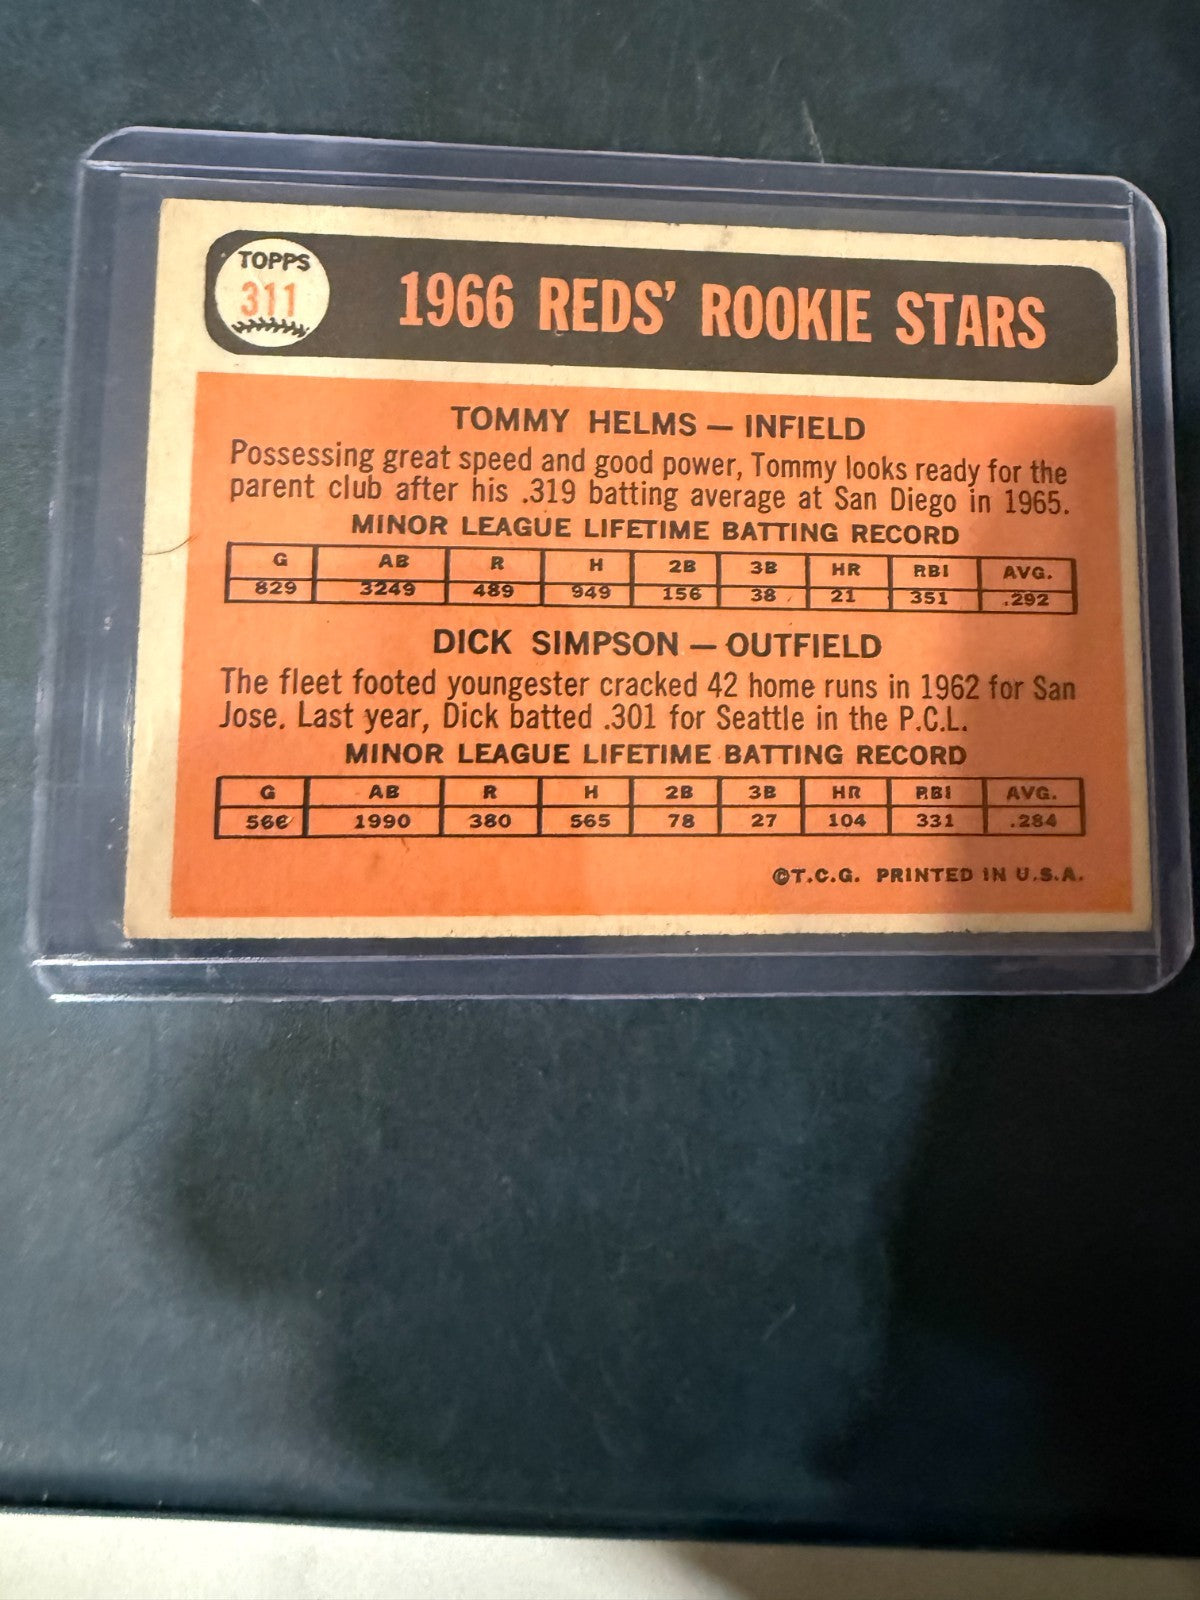 TOPPS
311
1966 REDS' ROOKIE STARS
TOMMY HELMS — INFIELD
Possessing great speed and good power, Tommy looks ready for the
parent club after his .319 batting average at San Diego in 1965.
MINOR LEAGUE LIFETIME BATTING RECORD
G AB R H 2B 3B HR RBI AVG.
829 3249 489 949 156 38 21 351 .292
DICK SIMPSON — OUTFIELD
The fleet footed youngester cracked 42 home runs in 1962 for San
Jose. Last year, Dick batted .301 for Seattle in the P.C.L.
MINOR LEAGUE LIFETIME BATTING RECORD
G AB R H 2B 3B HR RBI AVG.
566 1990 380 565 78 27 104 331 .284
©T.C.G. PRINTED IN U.S.A.